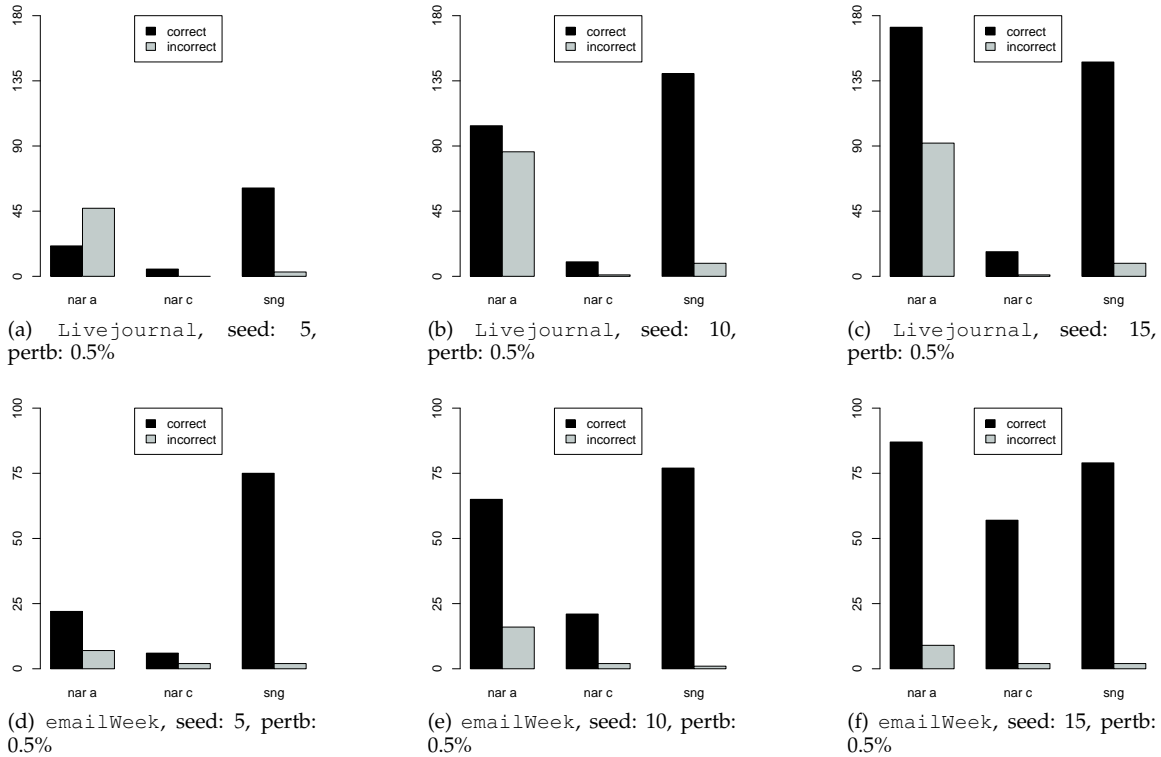 180
135
90
45
0
correct
incorrect
nar a
nar c
sng
(a) Livejournal, seed: 5,
pertb: 0.5%
180
135
90
45
0
correct
incorrect
nar a
nar c
sng
(b) Livejournal, seed: 10,
pertb: 0.5%
180
135
90
45
0
correct
incorrect
nar a
nar c
sng
(c) Livejournal, seed: 15,
pertb: 0.5%
100
75
50
25
0
correct
incorrect
nar a
nar c
sng
(d) emailWeek, seed: 5, pertb:
0.5%
100
75
50
25
0
correct
incorrect
nar a
nar c
sng
(e) emailWeek, seed: 10, pertb:
0.5%
100
75
50
25
0
correct
incorrect
nar a
nar c
sng
(f) emailWeek, seed: 15, pertb:
0.5%